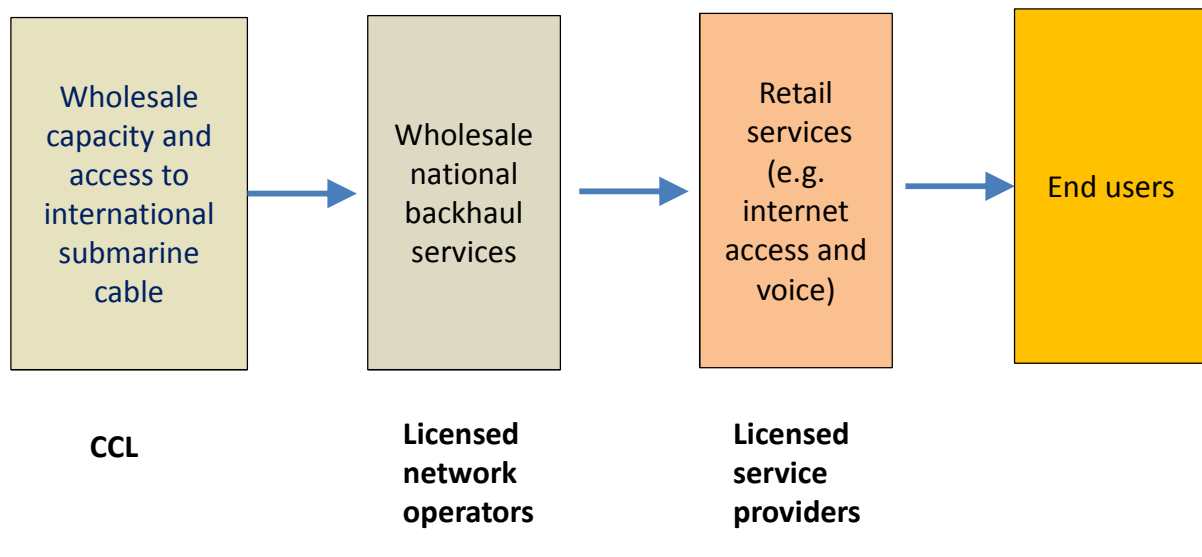 Wholesale
capacity and
access to
international
submarine
cable
Wholesale
national
backhaul
services
Retail
services
(e.g.
internet
access and
voice)
End users
CCL
Licensed
network
operators
Licensed
service
providers